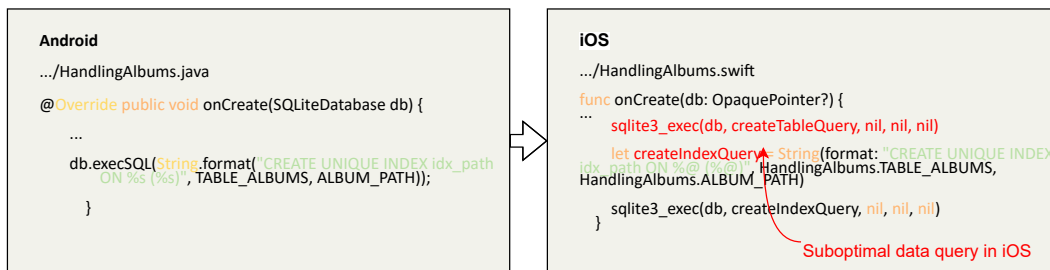 Android
.../HandlingAlbums.java
@Override public void onCreate(SQLiteDatabase db) {
...
db.execSQL(String.format("CREATE UNIQUE INDEX idx_path
ON %s (%s)", TABLE_ALBUMS, ALBUM_PATH));
}
iOS
.../HandlingAlbums.swift
func onCreate(db: OpaquePointer?) {
...
sqlite3_exec(db, createTableQuery, nil, nil, nil)
let createIndexQuery = String(format: "CREATE UNIQUE INDEX
idx_path ON %@ (%@)", HandlingAlbums.TABLE_ALBUMS,
HandlingAlbums.ALBUM_PATH)
sqlite3_exec(db, createIndexQuery, nil, nil, nil)
}
Suboptimal data query in iOS